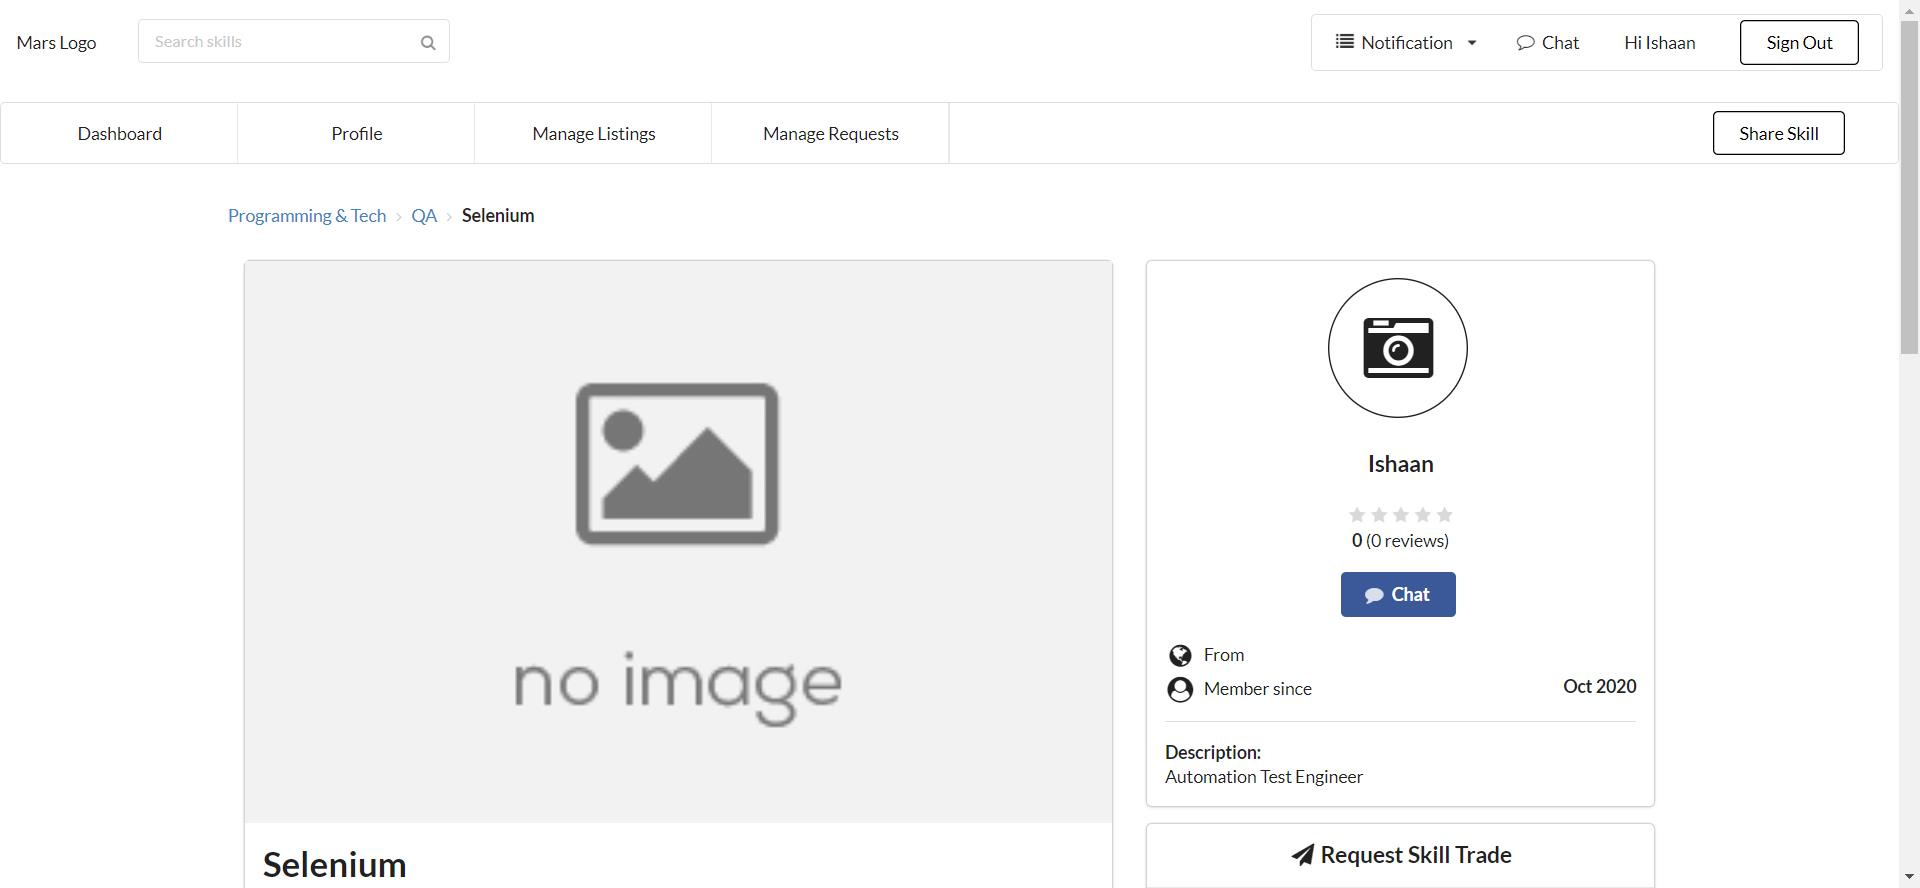 Mars Logo
Search skills
Notification
Chat
Hi Ishaan
Sign Out
Dashboard
Profile
Manage Listings
Manage Requests
Share Skill
Programming & Tech › QA › Selenium
no image
Selenium
Ishaan
0 (0 reviews)
Chat
From
Member since Oct 2020
Description:
Automation Test Engineer
Request Skill Trade